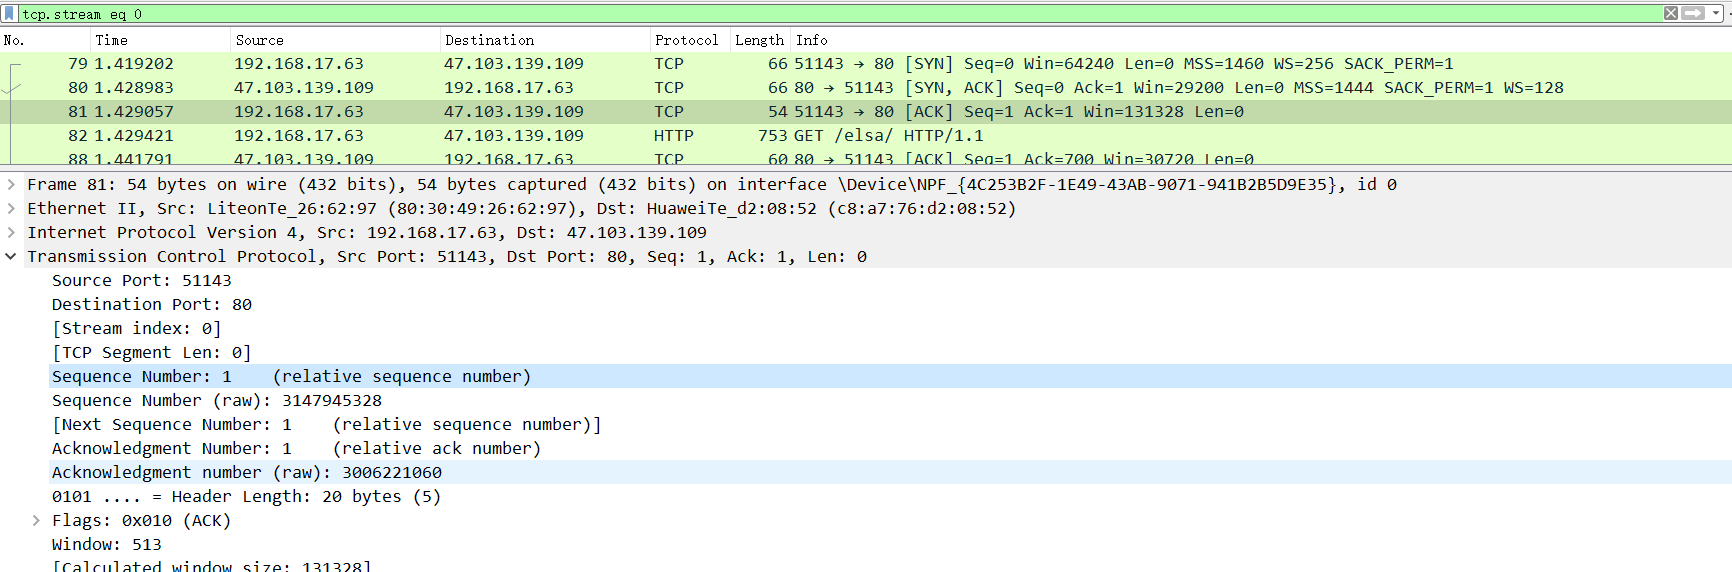 tcp.stream eq 0
No. Time Source Destination Protocol Length Info
79 1.419202 192.168.17.63 47.103.139.109 TCP 66 51143 → 80 [SYN] Seq=0 Win=64240 Len=0 MSS=1460 WS=256 SACK_PERM=1
80 1.428983 47.103.139.109 192.168.17.63 TCP 66 80 → 51143 [SYN, ACK] Seq=0 Ack=1 Win=29200 Len=0 MSS=1444 SACK_PERM=1 WS=128
81 1.429057 192.168.17.63 47.103.139.109 TCP 54 51143 → 80 [ACK] Seq=1 Ack=1 Win=131328 Len=0
82 1.429421 192.168.17.63 47.103.139.109 HTTP 753 GET /elsa/ HTTP/1.1
88 1.441791 47.103.139.109 192.168.17.63 TCP 60 80 → 51143 [ACK] Seq=1 Ack=700 Win=30720 Len=0
Frame 81: 54 bytes on wire (432 bits), 54 bytes captured (432 bits) on interface \Device\NPF_{4C253B2F-1E49-43AB-9071-941B2B5D9E35}, id 0
Ethernet II, Src: LiteonTe_26:62:97 (80:30:49:26:62:97), Dst: HuaweiTe_d2:08:52 (c8:a7:76:d2:08:52)
Internet Protocol Version 4, Src: 192.168.17.63, Dst: 47.103.139.109
Transmission Control Protocol, Src Port: 51143, Dst Port: 80, Seq: 1, Ack: 1, Len: 0
Source Port: 51143
Destination Port: 80
[Stream index: 0]
[TCP Segment Len: 0]
Sequence Number: 1    (relative sequence number)
Sequence Number (raw): 3147945328
[Next Sequence Number: 1    (relative sequence number)]
Acknowledgment Number: 1    (relative ack number)
Acknowledgment number (raw): 3006221060
0101 .... = Header Length: 20 bytes (5)
Flags: 0x010 (ACK)
Window: 513
[Calculated window size: 131328]